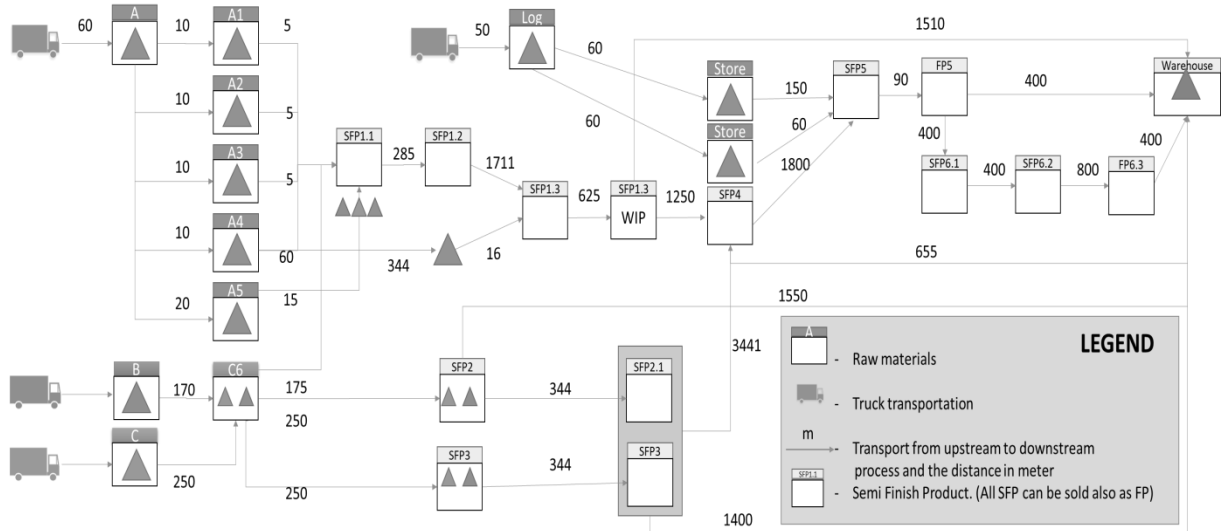 60
A
10
A1
5
50
Log
60
1510
10
A2
5
Store
150
SFP5
90
FP5
400
Warehouse
60
Store
60
400
400
10
A3
5
SFP1.1
285
SFP1.2
1711
1800
SFP6.1
400
SFP6.2
800
FP6.3
SFP1.3
625
SFP1.3
WIP
1250
SFP4
10
A4
60
344
16
655
20
A5
15
1550
B
170
C6
175
250
SFP2
344
SFP2.1
3441
C
250
250
SFP3
344
SFP3
1400
LEGEND
A
- Raw materials
- Truck transportation
m
- Transport from upstream to downstream
process and the distance in meter
SFP1.1
- Semi Finish Product. (All SFP can be sold also as FP)